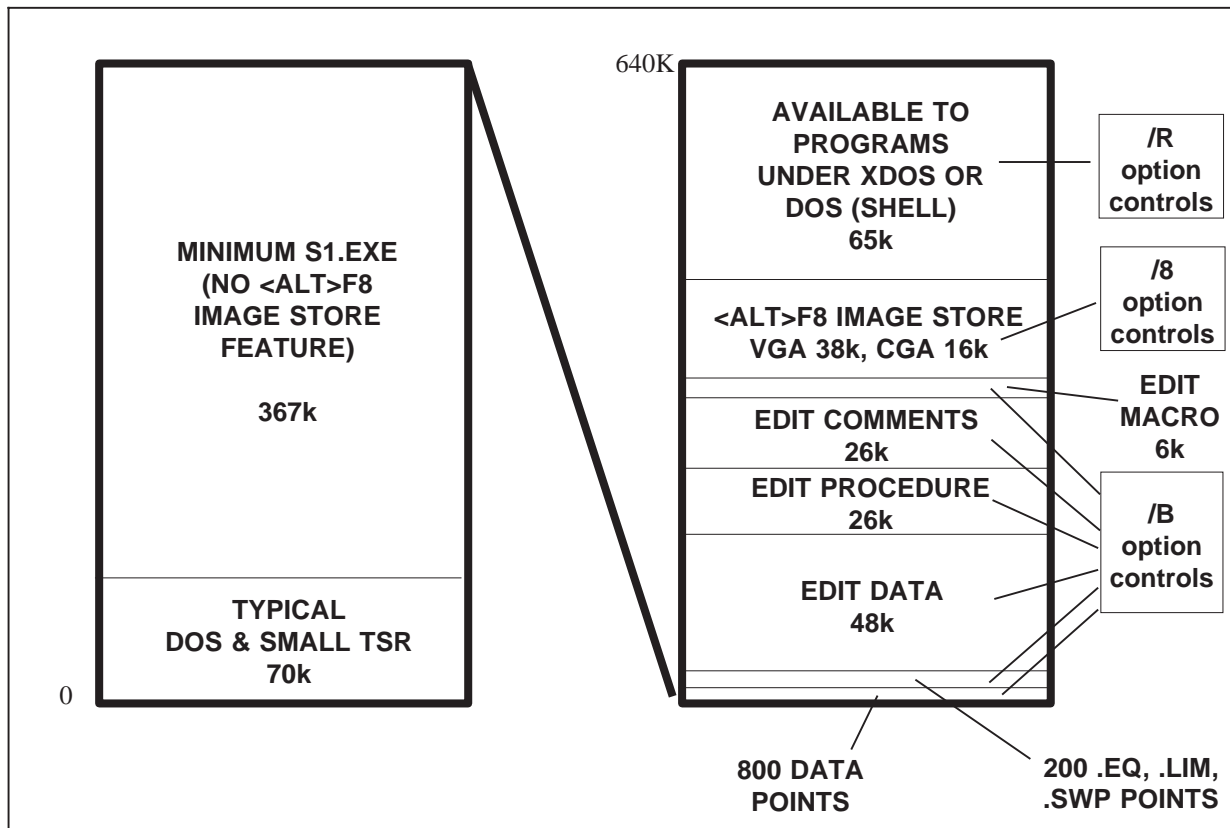 MINIMUM S1.EXE
(NO <ALT>F8
IMAGE STORE
FEATURE)
367k
TYPICAL
DOS & SMALL TSR
70k
0
640K
AVAILABLE TO
PROGRAMS
UNDER XDOS OR
DOS (SHELL)
65k
/R
option
controls
<ALT>F8 IMAGE STORE
VGA 38k, CGA 16k
/8
option
controls
EDIT
MACRO
6k
EDIT COMMENTS
26k
EDIT PROCEDURE
26k
EDIT DATA
48k
/B
option
controls
800 DATA
POINTS
200 .EQ, .LIM,
.SWP POINTS